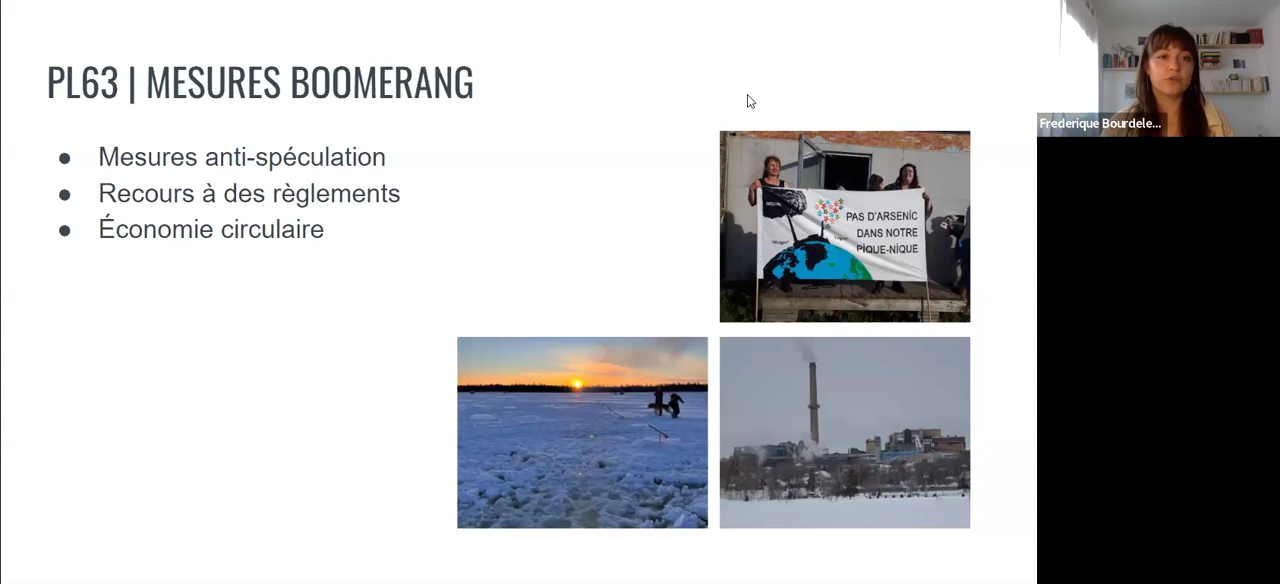 PL63 | MESURES BOOMERANG
● Mesures anti-spéculation
● Recours à des règlements
● Économie circulaire
PAS D'ARSENIC
DANS NOTRE
PIQUE-NIQUE
Frederique Bourdele...